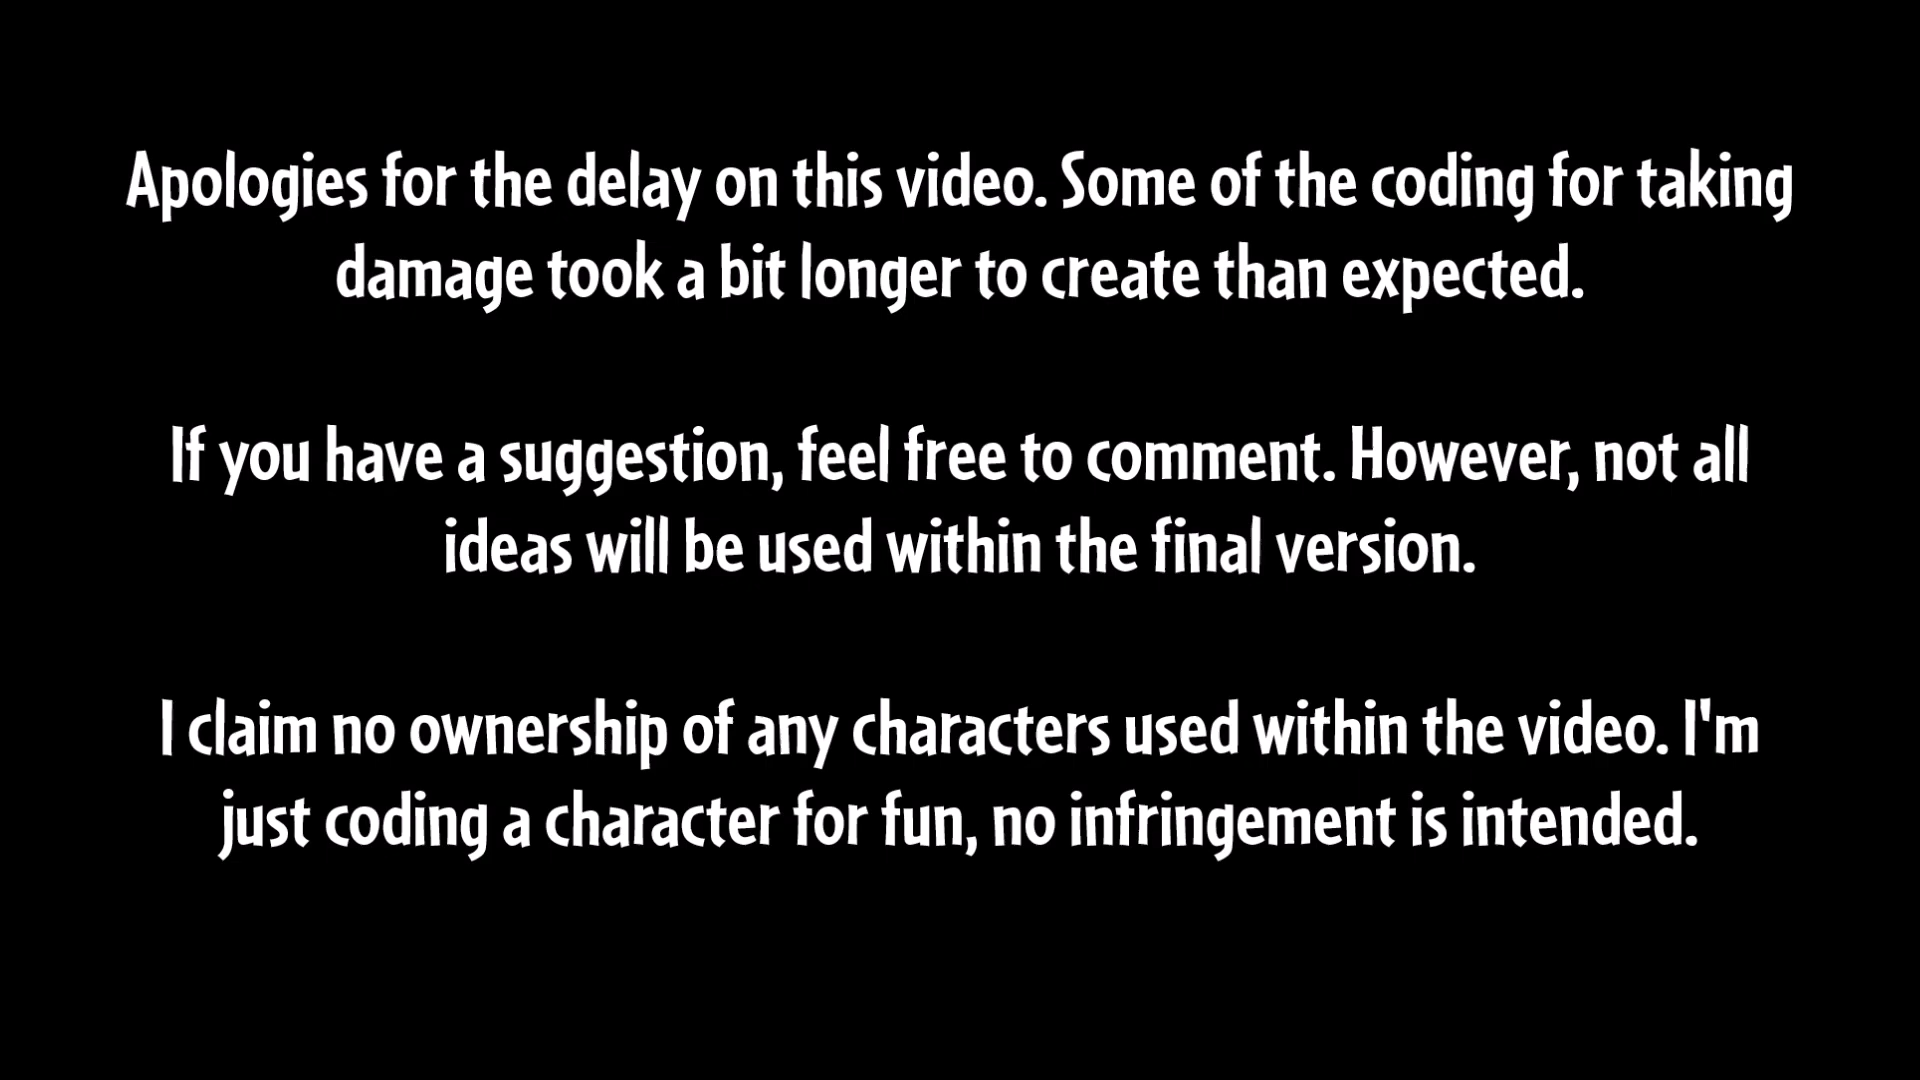 Apologies for the delay on this video. Some of the coding for taking
damage took a bit longer to create than expected.
If you have a suggestion, feel free to comment. However, not all
ideas will be used within the final version.
I claim no ownership of any characters used within the video. I'm
just coding a character for fun, no infringement is intended.